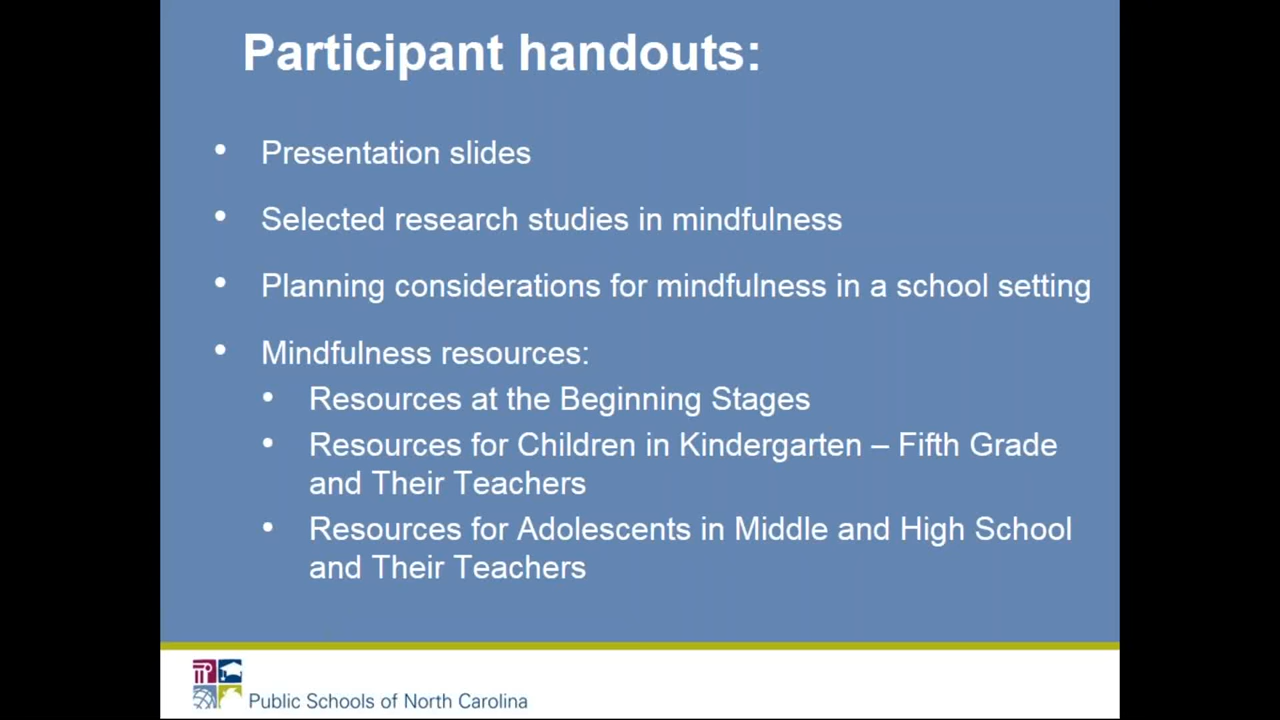 Participant handouts:
• Presentation slides
• Selected research studies in mindfulness
• Planning considerations for mindfulness in a school setting
• Mindfulness resources:
• Resources at the Beginning Stages
• Resources for Children in Kindergarten – Fifth Grade
and Their Teachers
• Resources for Adolescents in Middle and High School
and Their Teachers
Public Schools of North Carolina